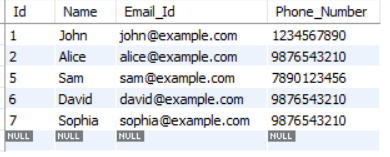 Id Name Email_Id Phone_Number
1 John john@example.com 1234567890
2 Alice alice@example.com 9876543210
5 Sam sam@example.com 7890123456
6 David david@example.com 9876543210
7 Sophia sophia@example.com 9876543210
NULL NULL NULL NULL